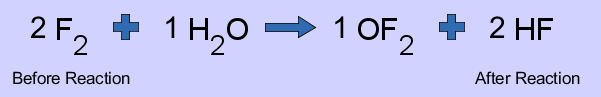 2 F₂ + 1 H₂O → 1 OF₂ + 2 HF
Before Reaction After Reaction